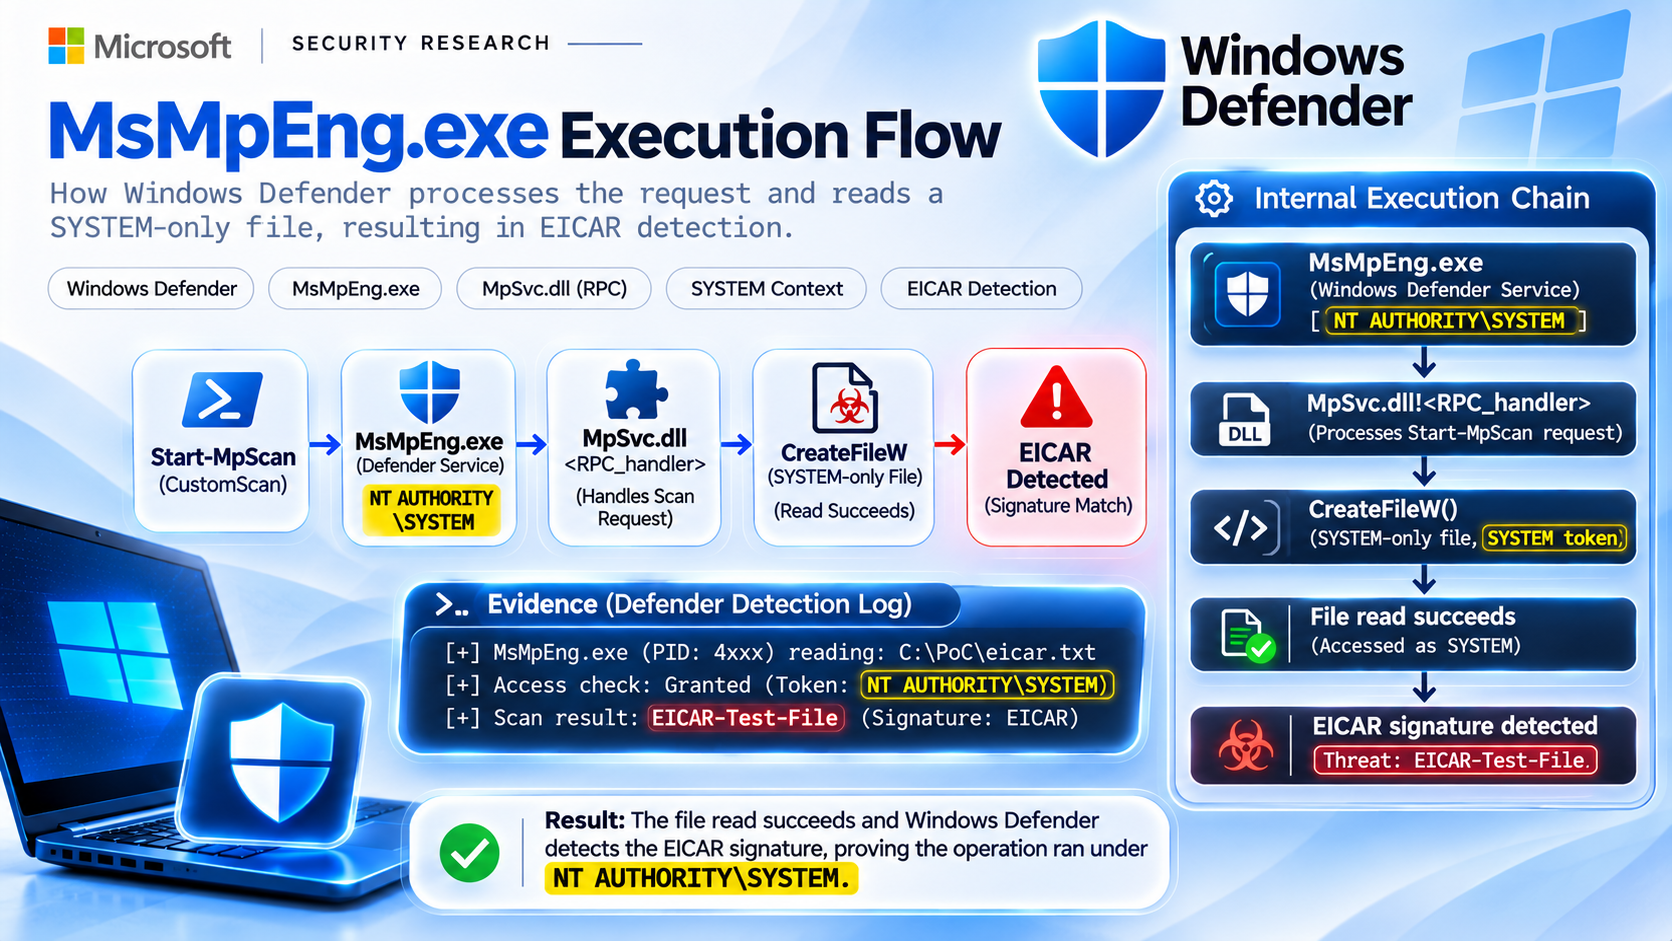 Microsoft
SECURITY RESEARCH
Windows
Defender
MsMpEng.exe Execution Flow
How Windows Defender processes the request and reads a
SYSTEM-only file, resulting in EICAR detection.
Windows Defender
MsMpEng.exe
MpSvc.dll (RPC)
SYSTEM Context
EICAR Detection
Start-MpScan
(CustomScan)
MsMpEng.exe
(Defender Service)
NT AUTHORITY
\SYSTEM
MpSvc.dll
<RPC_handler>
(Handles Scan
Request)
CreateFileW
(SYSTEM-only File)
(Read Succeeds)
EICAR
Detected
(Signature Match)
>_.. Evidence (Defender Detection Log)
[+] MsMpEng.exe (PID: 4xxx) reading: C:\PoC\eicar.txt
[+] Access check: Granted (Token: NT AUTHORITY\SYSTEM)
[+] Scan result: EICAR-Test-File (Signature: EICAR)
Result: The file read succeeds and Windows Defender
detects the EICAR signature, proving the operation ran under
NT AUTHORITY\SYSTEM.
Internal Execution Chain
MsMpEng.exe
(Windows Defender Service)
[ NT AUTHORITY\SYSTEM ]
DLL
MpSvc.dll!<RPC_handler>
(Processes Start-MpScan request)
</>
CreateFileW()
(SYSTEM-only file, SYSTEM token)
File read succeeds
(Accessed as SYSTEM)
EICAR signature detected
Threat: EICAR-Test-File.